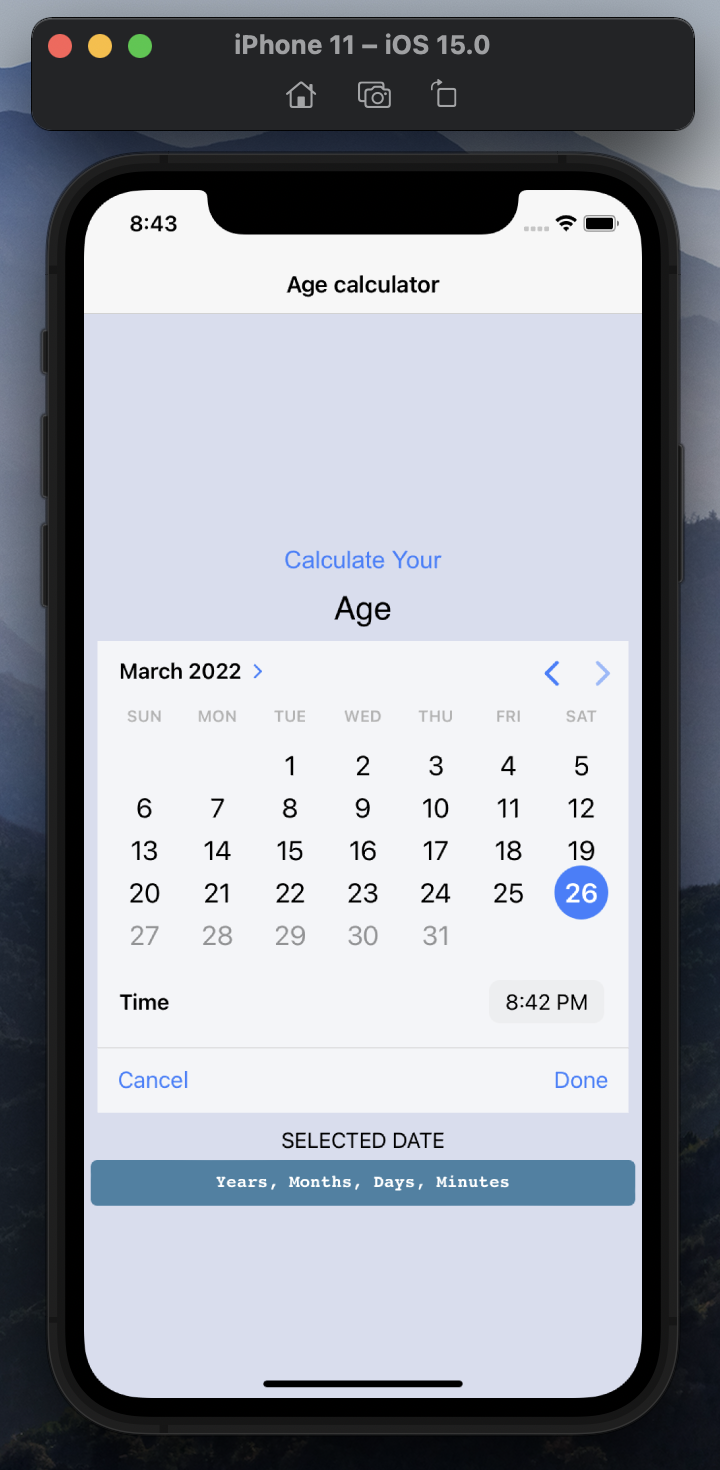 iPhone 11 – iOS 15.0
8:43
Age calculator
Calculate Your
Age
March 2022
SUN MON TUE WED THU FRI SAT
1 2 3 4 5
6 7 8 9 10 11 12
13 14 15 16 17 18 19
20 21 22 23 24 25 26
27 28 29 30 31
Time 8:42 PM
Cancel Done
SELECTED DATE
Years, Months, Days, Minutes